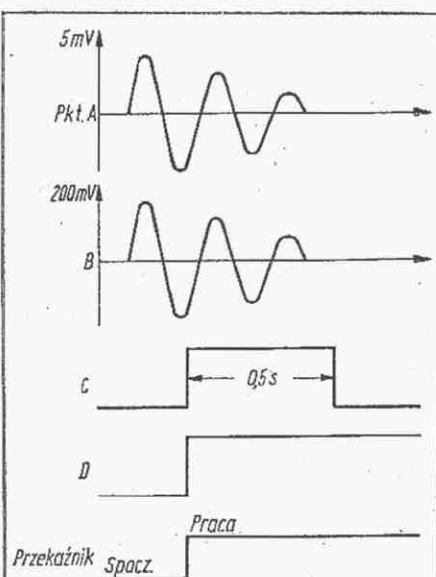 5mV
Pkt. A
200mV
B
0,5s
C
D
Praca
Przekaźnik Spocz.